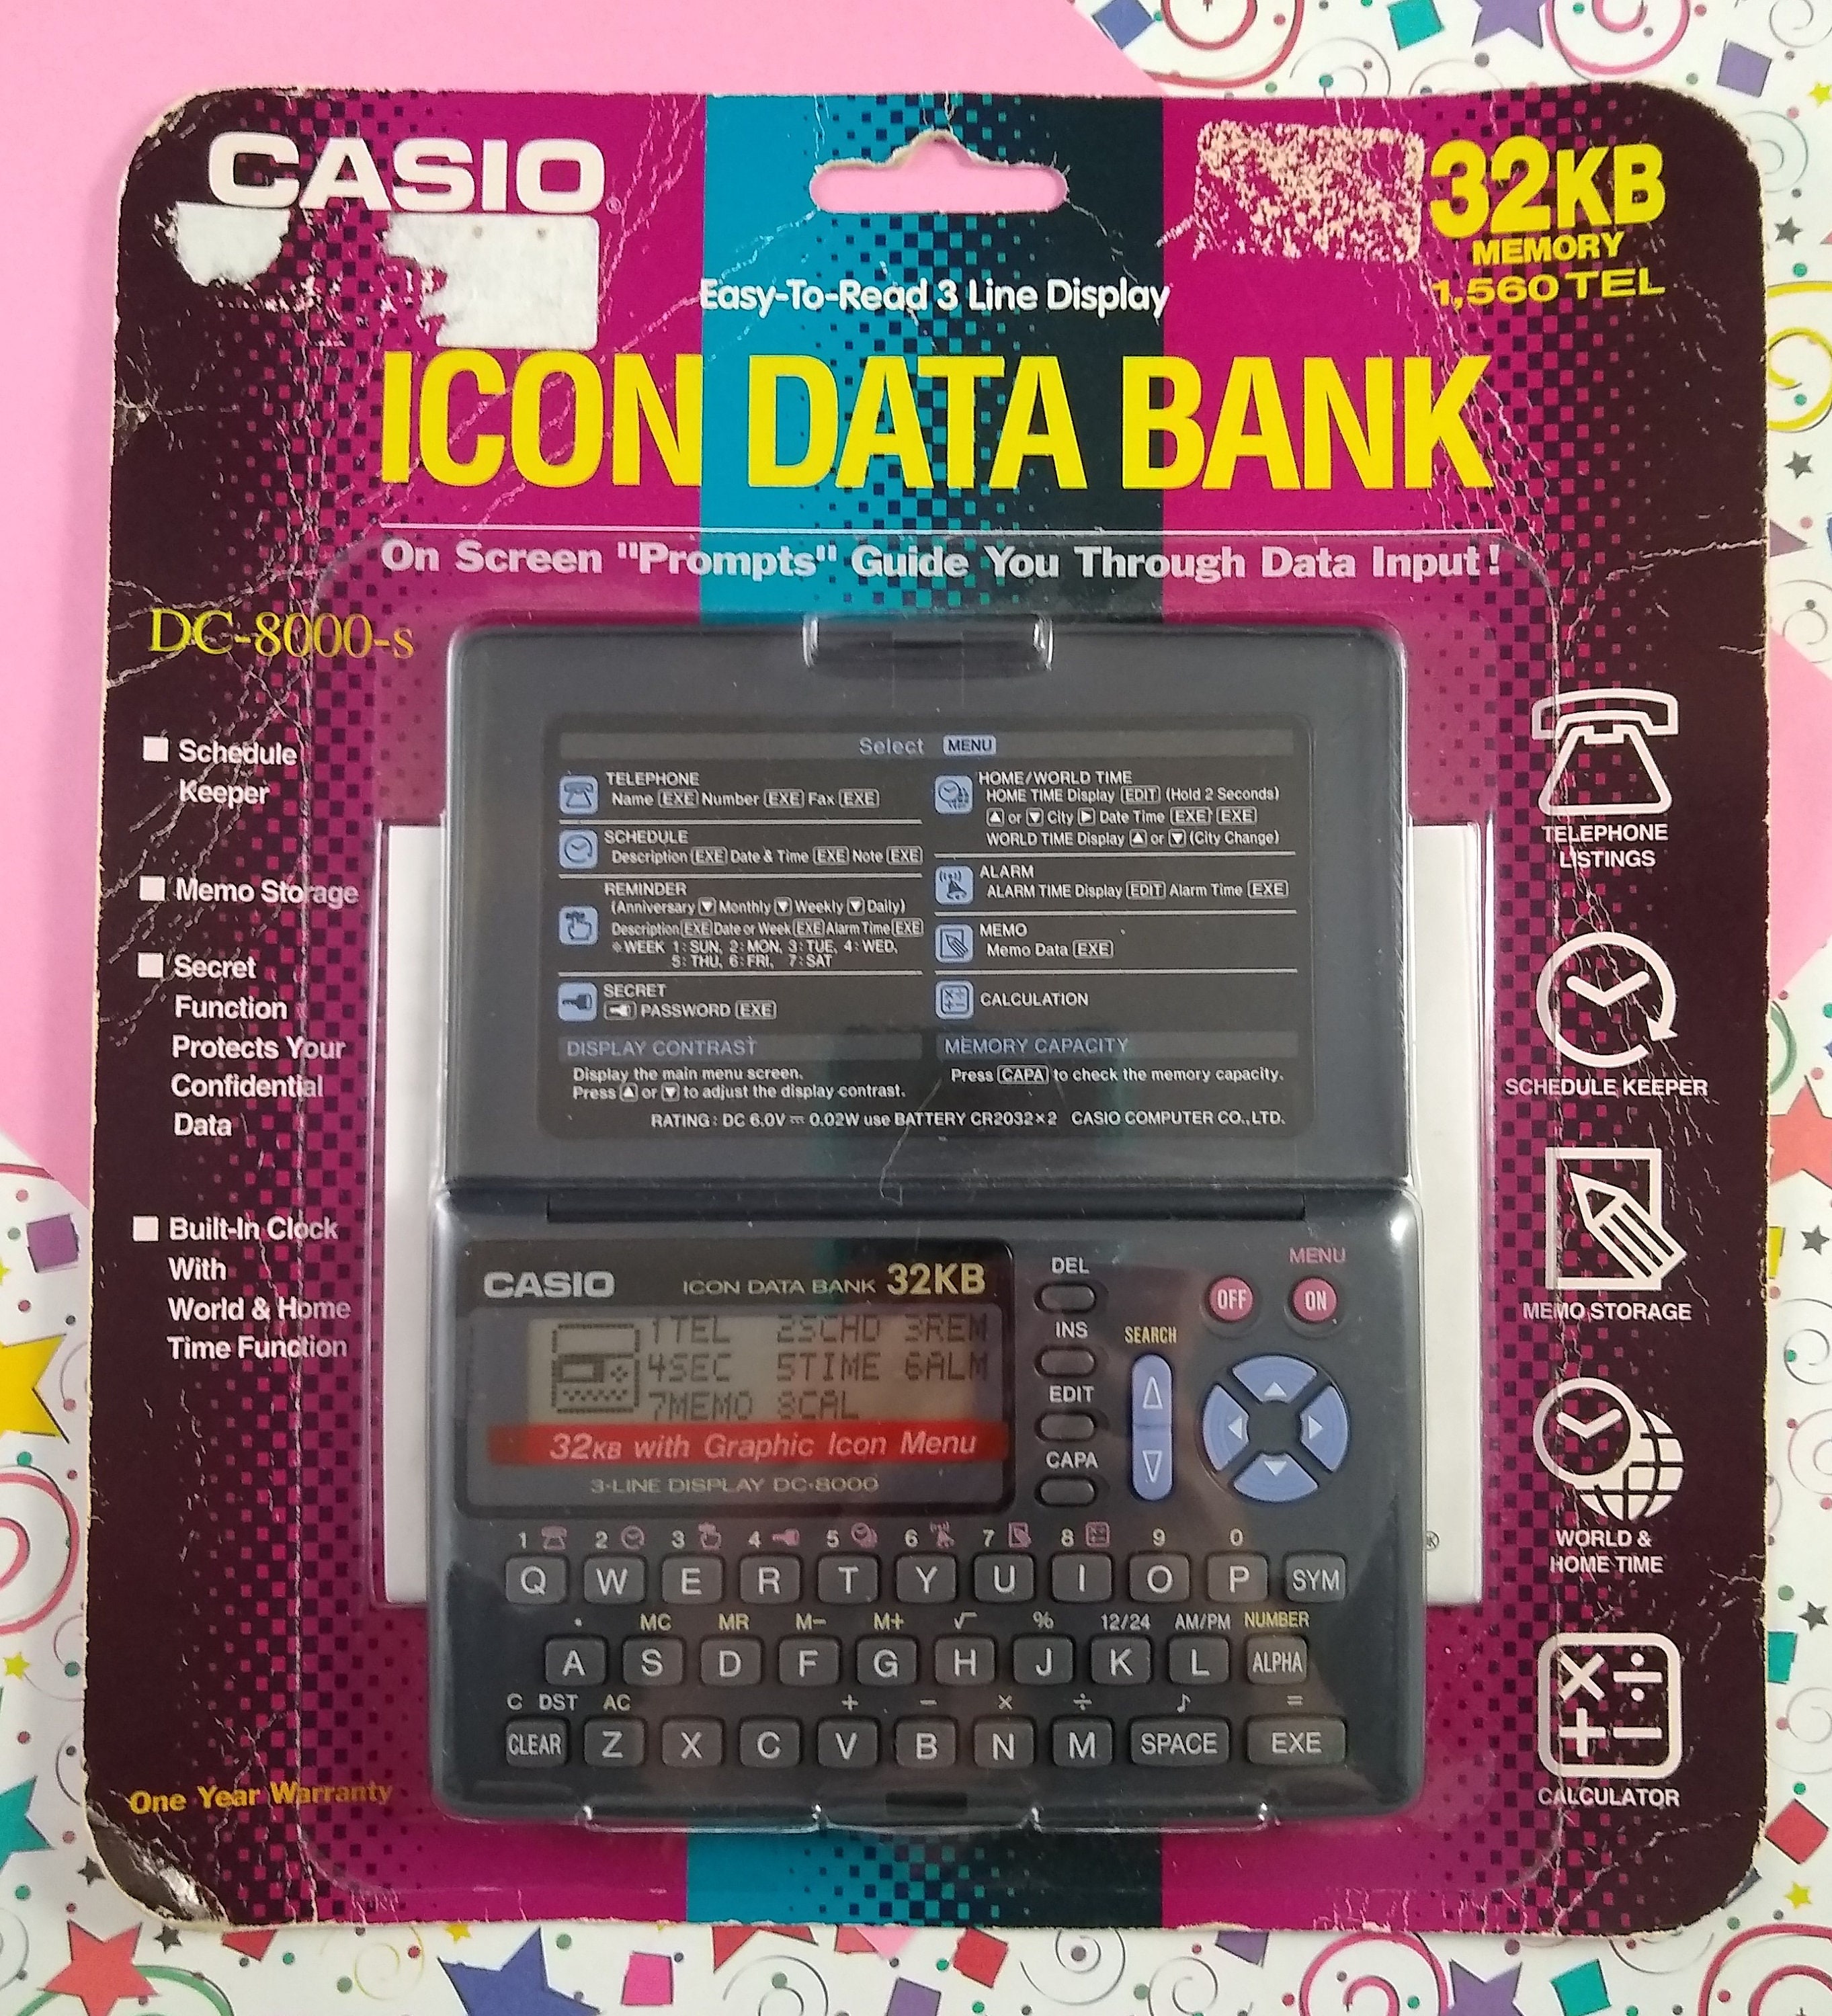 CASIO®
32KB
MEMORY
1,560 TEL
Easy-To-Read 3 Line Display
ICON DATA BANK
On Screen "Prompts" Guide You Through Data Input!
DC-8000-s
■ Schedule
Keeper
■ Memo Storage
■ Secret
Function
Protects Your
Confidential
Data
■ Built-In Clock
With
World & Home
Time Function
One Year Warranty
Select MENU
TELEPHONE
Name EXE Number EXE Fax EXE
SCHEDULE
Description EXE Date & Time EXE Note EXE
REMINDER
(Anniversary ▼ Monthly ▼ Weekly ▼ Daily)
Description EXE Date or Week EXE Alarm Time EXE
※WEEK 1: SUN, 2: MON, 3: TUE, 4: WED,
5: THU, 6: FRI, 7: SAT
SECRET
PASSWORD EXE
HOME/WORLD TIME
HOME TIME Display EDIT (Hold 2 Seconds)
▲ or ▼ City ▶ Date Time EXE EXE
WORLD TIME Display ▲ or ▼ (City Change)
ALARM
ALARM TIME Display EDIT Alarm Time EXE
MEMO
Memo Data EXE
CALCULATION
DISPLAY CONTRAST
Display the main menu screen.
Press ▲ or ▼ to adjust the display contrast.
MEMORY CAPACITY
Press CAPA to check the memory capacity.
RATING: DC 6.0V ⎓ 0.02W use BATTERY CR2032×2 CASIO COMPUTER CO.,LTD.
CASIO ICON DATA BANK 32KB
1TEL 2SCHD 3REM
4SEC 5TIME 6ALM
7MEMO 8CAL
32KB with Graphic Icon Menu
3-LINE DISPLAY DC-8000
DEL
INS
EDIT
CAPA
SEARCH
MENU
OFF ON
1 2 3 4 5 6 7 8 9 0
Q W E R T Y U I O P SYM
• MC MR M− M+ √ % 12/24 AM/PM NUMBER
A S D F G H J K L ALPHA
C DST AC + − × ÷ ♪ =
CLEAR Z X C V B N M SPACE EXE
®
TELEPHONE
LISTINGS
SCHEDULE KEEPER
MEMO STORAGE
WORLD &
HOME TIME
CALCULATOR